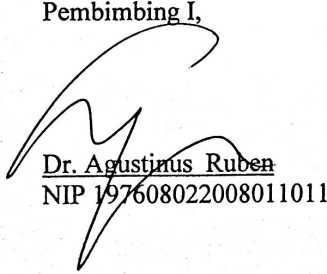 Pembimbing I,
Dr. Agustinus Ruben
NIP 197608022008011011